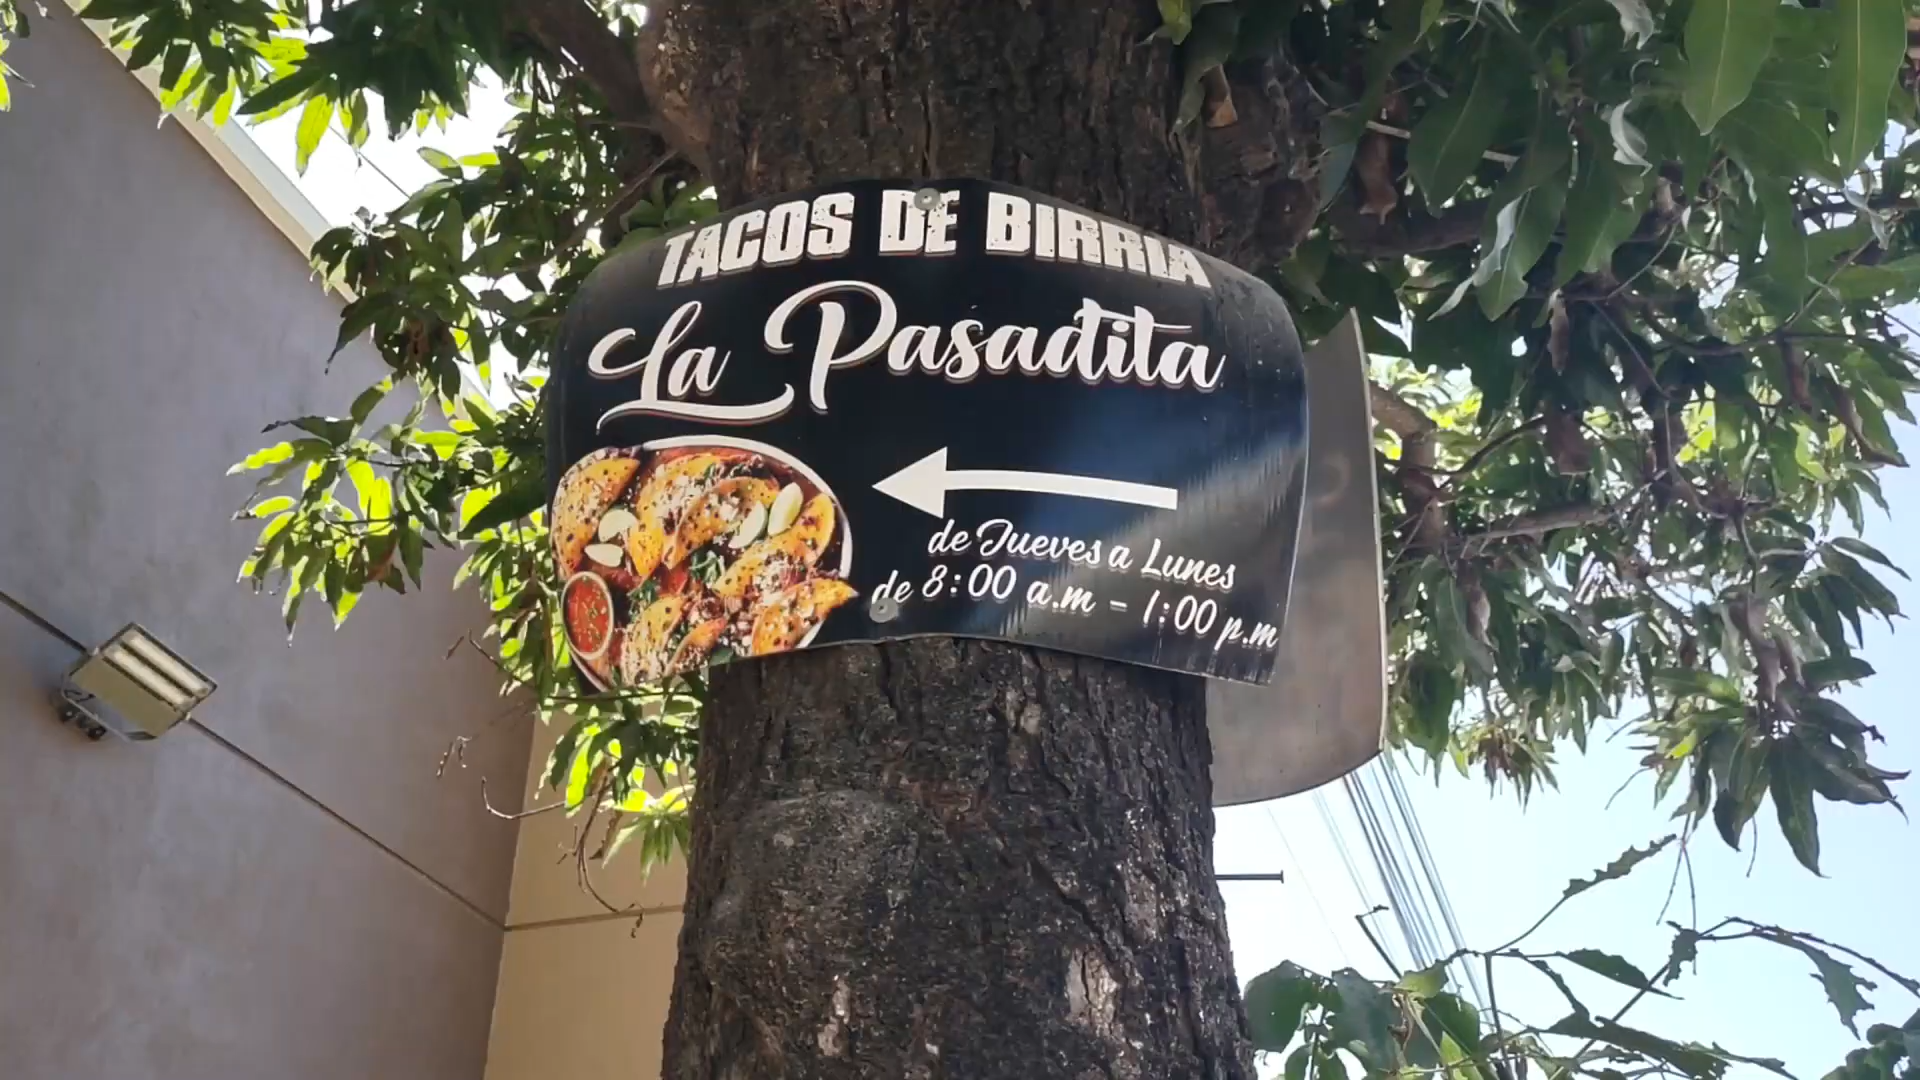 TACOS DE BIRRIA
La Pasadita
de Jueves a Lunes
de 8:00 a.m - 1:00 p.m